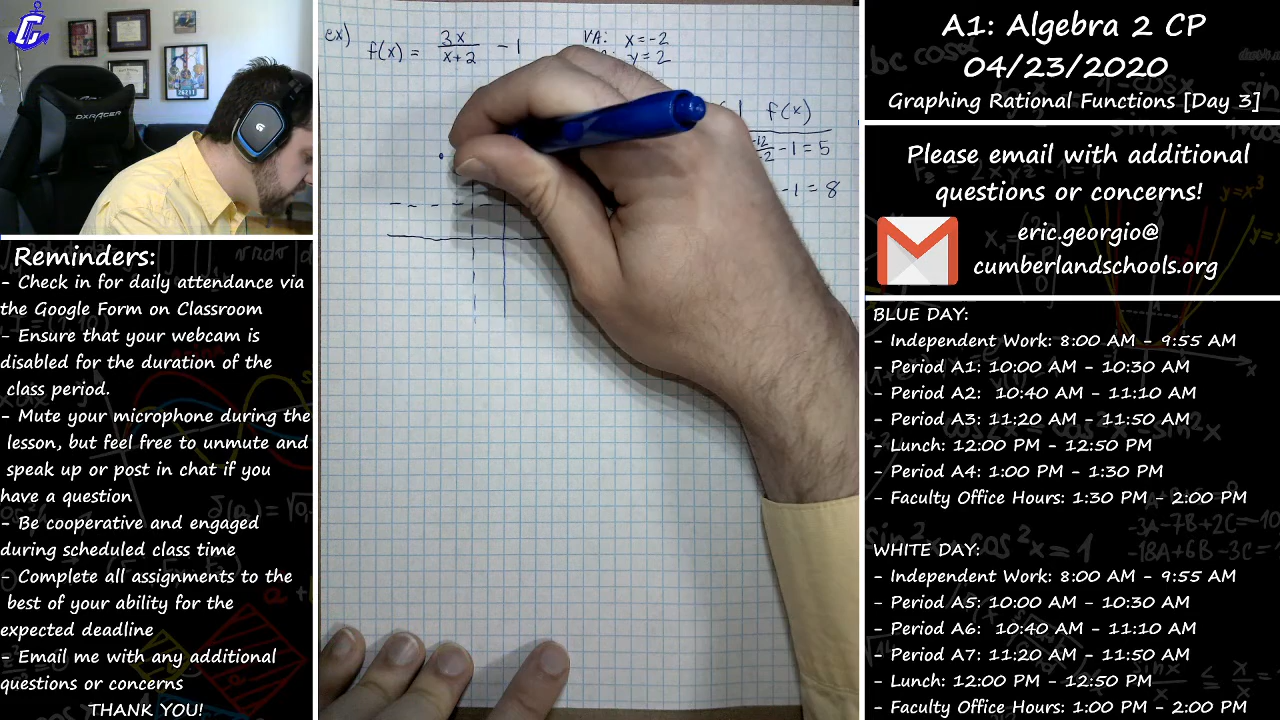 DXRACER
Reminders:
- Check in for daily attendance via
the Google Form on Classroom
- Ensure that your webcam is
disabled for the duration of the
class period.
- Mute your microphone during the
lesson, but feel free to unmute and
speak up or post in chat if you
have a question
- Be cooperative and engaged
during scheduled class time
- Complete all assignments to the
best of your ability for the
expected deadline
- Email me with any additional
questions or concerns
THANK YOU!
ex) f(x) = 3x/x+2 - 1
VA: x=-2
y=2
f(x)
-12/-2 - 1 = 5
-1 = 8
A1: Algebra 2 CP
04/23/2020
Graphing Rational Functions [Day 3]
Please email with additional
questions or concerns!
eric.georgio@
cumberlandschools.org
BLUE DAY:
- Independent Work: 8:00 AM - 9:55 AM
- Period A1: 10:00 AM - 10:30 AM
- Period A2: 10:40 AM - 11:10 AM
- Period A3: 11:20 AM - 11:50 AM
- Lunch: 12:00 PM - 12:50 PM
- Period A4: 1:00 PM - 1:30 PM
- Faculty Office Hours: 1:30 PM - 2:00 PM
WHITE DAY:
- Independent Work: 8:00 AM - 9:55 AM
- Period A5: 10:00 AM - 10:30 AM
- Period A6: 10:40 AM - 11:10 AM
- Period A7: 11:20 AM - 11:50 AM
- Lunch: 12:00 PM - 12:50 PM
- Faculty Office Hours: 1:00 PM - 2:00 PM